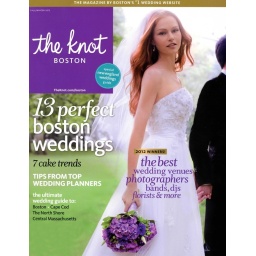 THE MAGAZINE BY BOSTON'S #1 WEDDING WEBSITE
the knot
BOSTON
13 perfect
boston
weddings
7 cake trends
TIPS FROM TOP
WEDDING PLANNERS
the ultimate
wedding guide to:
Boston Cape Cod
The North Shore
Central Massachusetts
2012 WINNERS!
the best
wedding venues
photographers
bands, djs
florists & more